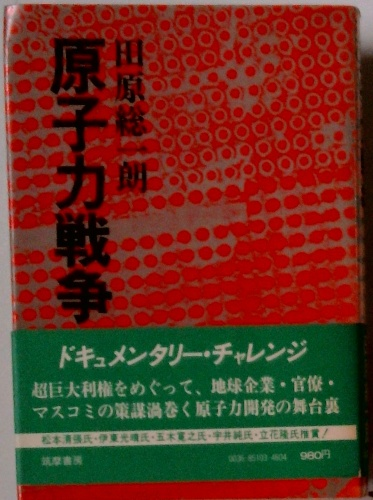 原子力戦争
田原総一朗
ドキュメンタリー・チャレンジ
超巨大利権をめぐって、地球企業・官僚・
マスコミの策謀渦巻く原子力開発の舞台裏
松本清張氏・伊東光晴氏・五木寛之氏・宇井純氏・立花隆氏推賞!
筑摩書房
0036-85103-4604
980円